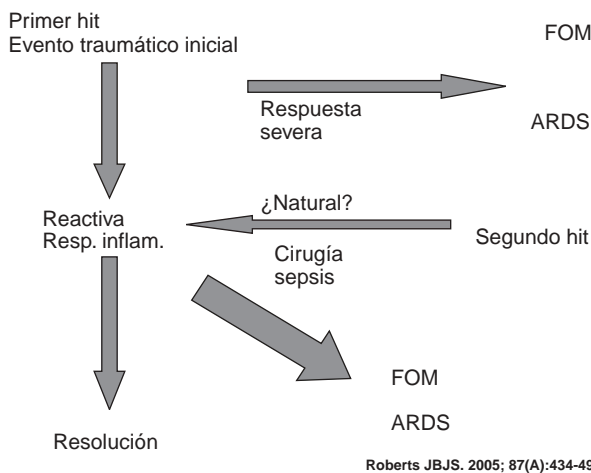 Primer hit
Evento traumático inicial
FOM
Respuesta
severa
ARDS
¿Natural?
Reactiva
Resp. inflam.
Segundo hit
Cirugía
sepsis
FOM
ARDS
Resolución
Roberts JBJS. 2005; 87(A):434-49